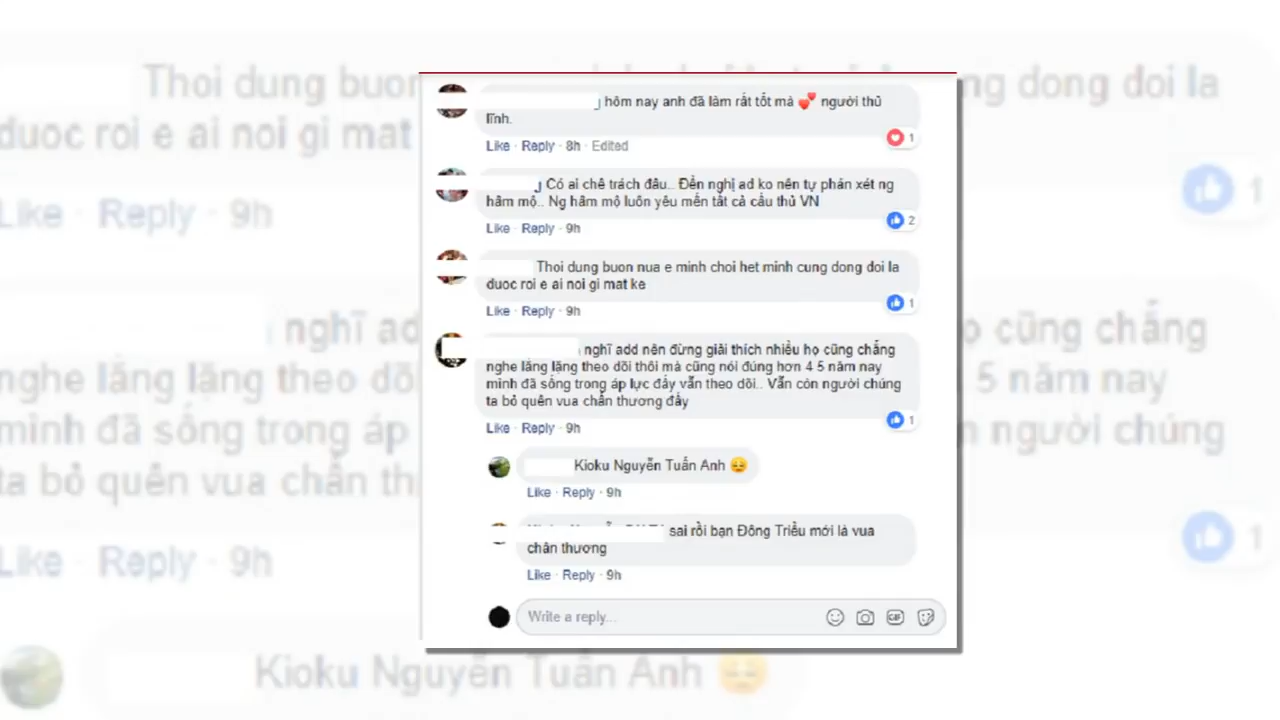 hôm nay anh đã làm rất tốt mà 💕 người thủ
lĩnh.
Like · Reply · 8h · Edited
1
Có ai chê trách đâu.. Đền nghị ad ko nên tự phán xét ng
hâm mộ.. Ng hâm mộ luôn yêu mến tất cả cầu thủ VN
2
Like · Reply · 9h
Thoi dung buon nua e minh choi het minh cung dong doi la
duoc roi e ai noi gi mat ke
1
Like · Reply · 9h
nghĩ add nên đừng giải thích nhiều họ cũng chẳng
nghe lẳng lặng theo dõi thôi mà cũng nói đúng hơn 4 5 năm nay
mình đã sống trong áp lực đấy vẫn theo dõi.. Vẫn còn người chúng
ta bỏ quên vua chấn thương đấy
1
Like · Reply · 9h
Kioku Nguyễn Tuấn Anh 😔
Like · Reply · 9h
sai rồi bạn Đông Triều mới là vua
chân thương
Like · Reply · 9h
Write a reply...
GIF
Thoi dung buon
ng dong doi la
duoc roi e ai noi gi mat
1
Like · Reply · 9h
nghĩ add
ọ cũng chẳng
nghe lẳng lặng theo dõi
4 5 năm nay
mình đã sống trong áp
n người chúng
ta bỏ quên vua chấn th
1
Like · Reply · 9h
Kioku Nguyễn Tuấn Anh 😔